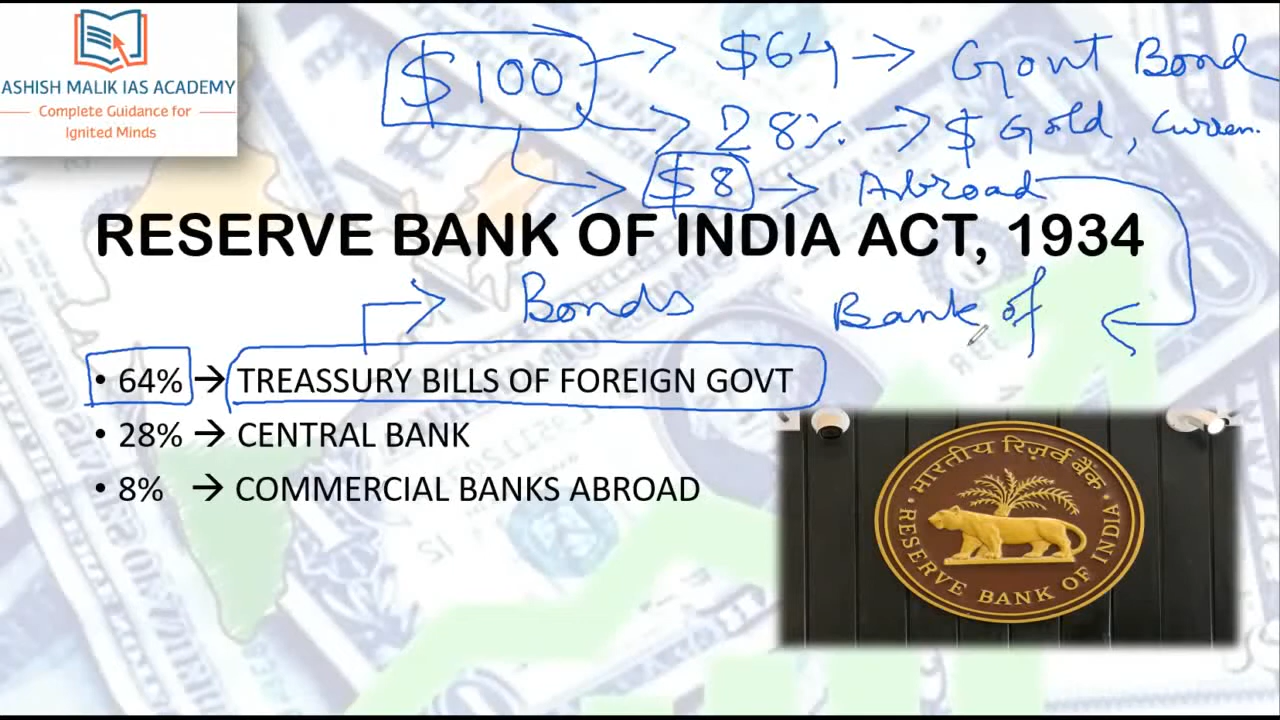 ASHISH MALIK IAS ACADEMY
Complete Guidance for
Ignited Minds
$100 → $64 → Govt Bond
→ 28% → $ Gold, Curren.
→ $8 → Abroad
RESERVE BANK OF INDIA ACT, 1934
→ Bonds
Bank of
• 64% → TREASSURY BILLS OF FOREIGN GOVT
• 28% → CENTRAL BANK
• 8% → COMMERCIAL BANKS ABROAD
भारतीय रिज़र्व बैंक
RESERVE BANK OF INDIA